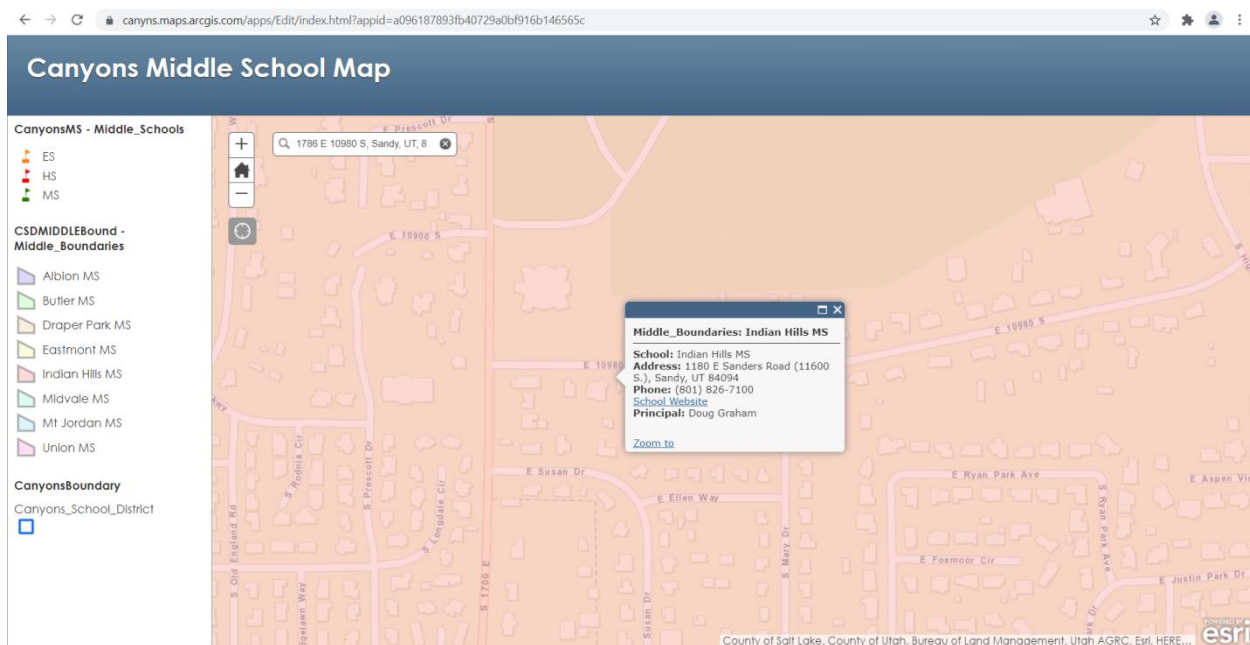 canyns.maps.arcgis.com/apps/Edit/index.html?appid=a096187893fb40729a0bf916b146565c
Canyons Middle School Map
CanyonsMS - Middle_Schools
ES
HS
MS
CSDMIDDLEBound -
Middle_Boundaries
Albion MS
Butler MS
Draper Park MS
Eastmont MS
Indian Hills MS
Midvale MS
Mt Jordan MS
Union MS
CanyonsBoundary
Canyons_School_District
+
−
1786 E 10980 S, Sandy, UT, 8
E Prescott Dr
E 10900 S
E 10980
E 10980 S
Middle_Boundaries: Indian Hills MS
School: Indian Hills MS
Address: 1180 E Sanders Road (11600
S.), Sandy, UT 84094
Phone: (801) 826-7100
School Website
Principal: Doug Graham
Zoom to
E Susan Dr
E Ellen Way
E Ryan Park Ave
E Aspen Vi
S Rodnia Cir
S Prescott Dr
S Longdale Cir
S Old England Rd
S 1700 E
S Mary Dr
S Ryan Park Ave
E Foxmoor Cir
E Justin Park Dr
Susan Dr
County of Salt Lake, County of Utah, Bureau of Land Management, Utah AGRC, Esri, HERE...
POWERED BY
esri